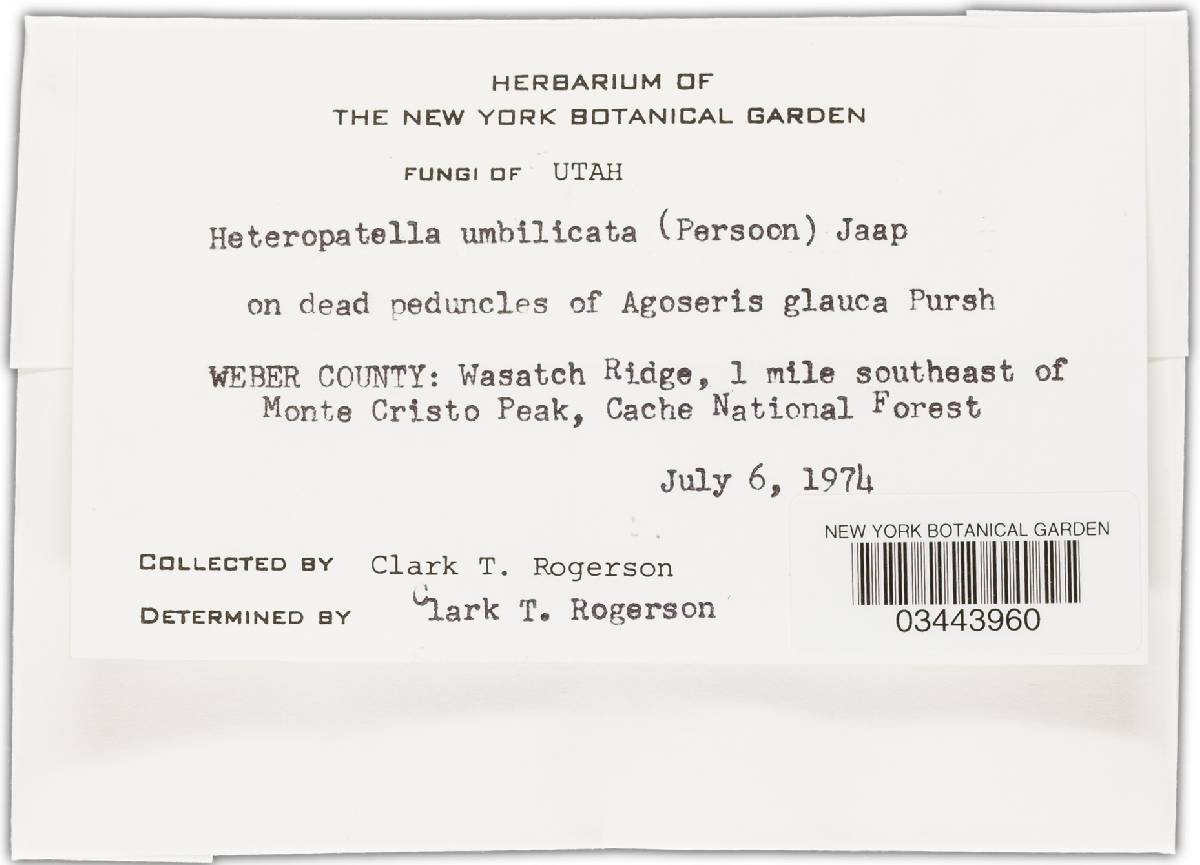 HERBARIUM OF
THE NEW YORK BOTANICAL GARDEN
FUNGI OF UTAH
Heteropatella umbilicata (Persoon) Jaap
on dead peduncles of Agoseris glauca Pursh
WEBER COUNTY: Wasatch Ridge, 1 mile southeast of
Monte Cristo Peak, Cache National Forest
July 6, 1974
NEW YORK BOTANICAL GARDEN
03443960
COLLECTED BY Clark T. Rogerson
DETERMINED BY Clark T. Rogerson